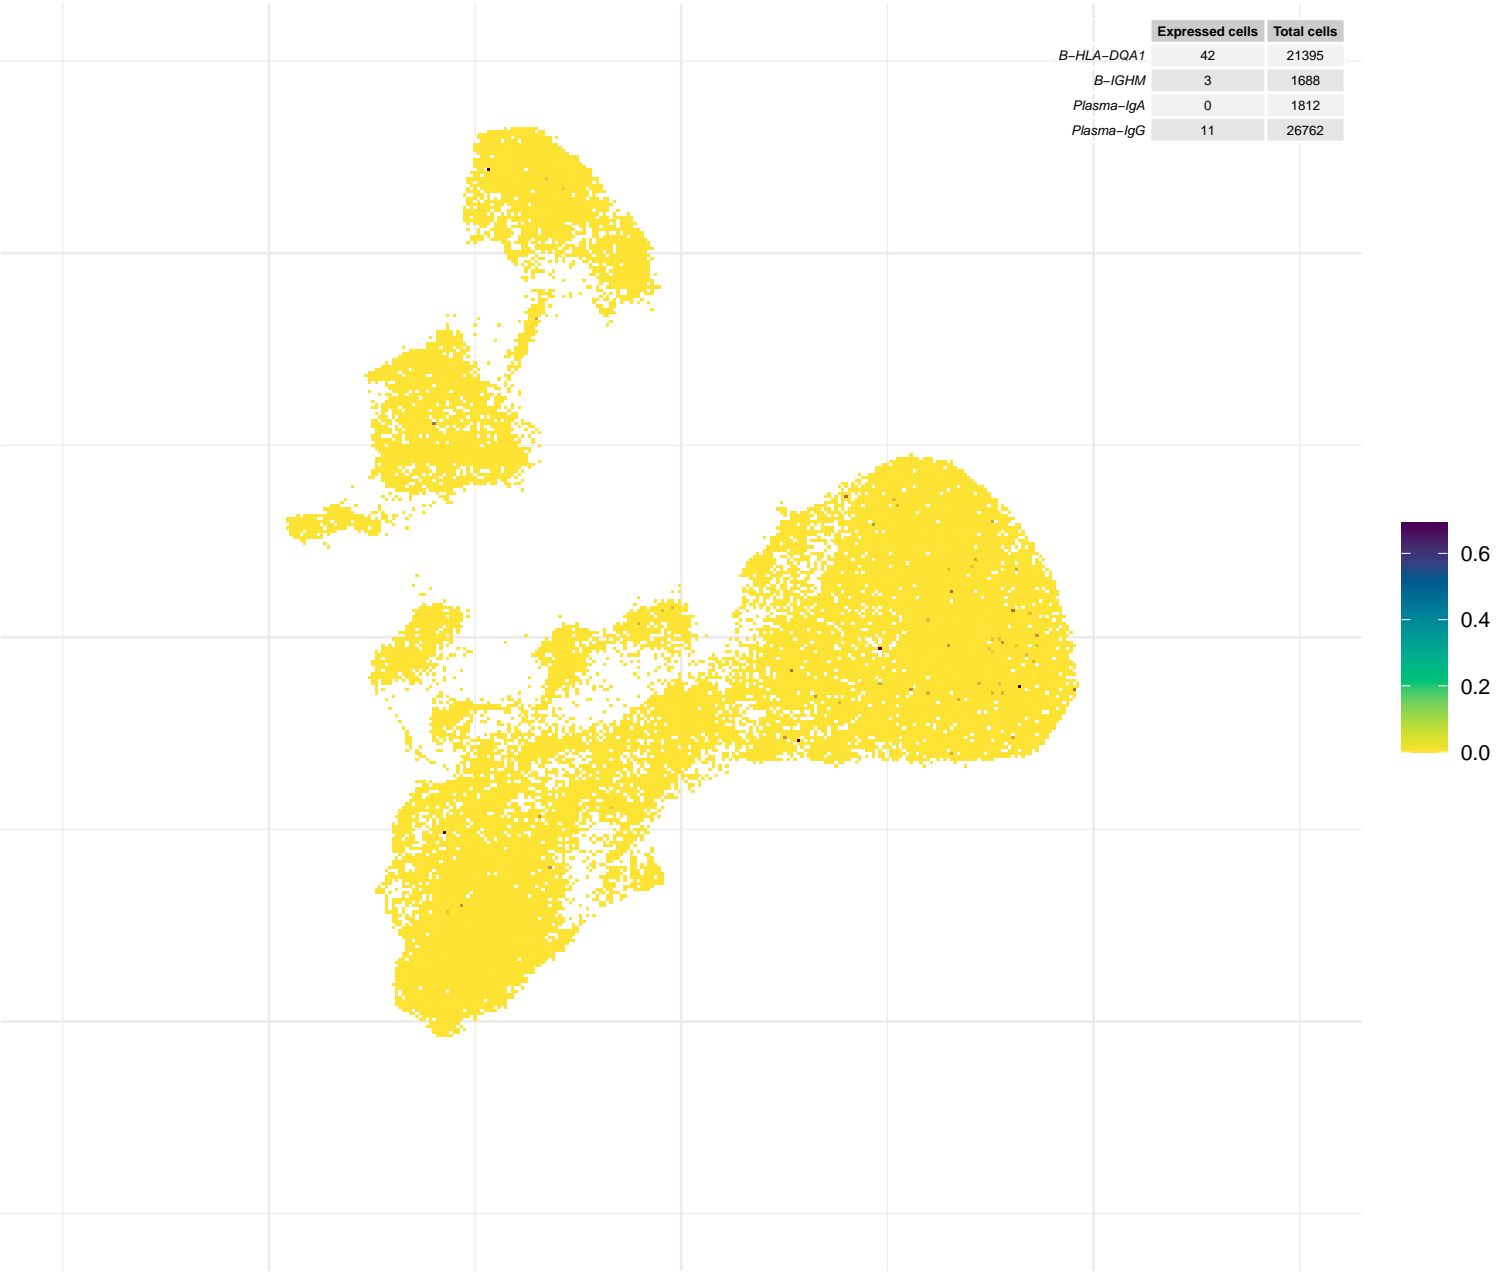 Expressed cells Total cells
B−HLA−DQA1 42 21395
B−IGHM 3 1688
Plasma−IgA 0 1812
Plasma−IgG 11 26762
0.6
0.4
0.2
0.0